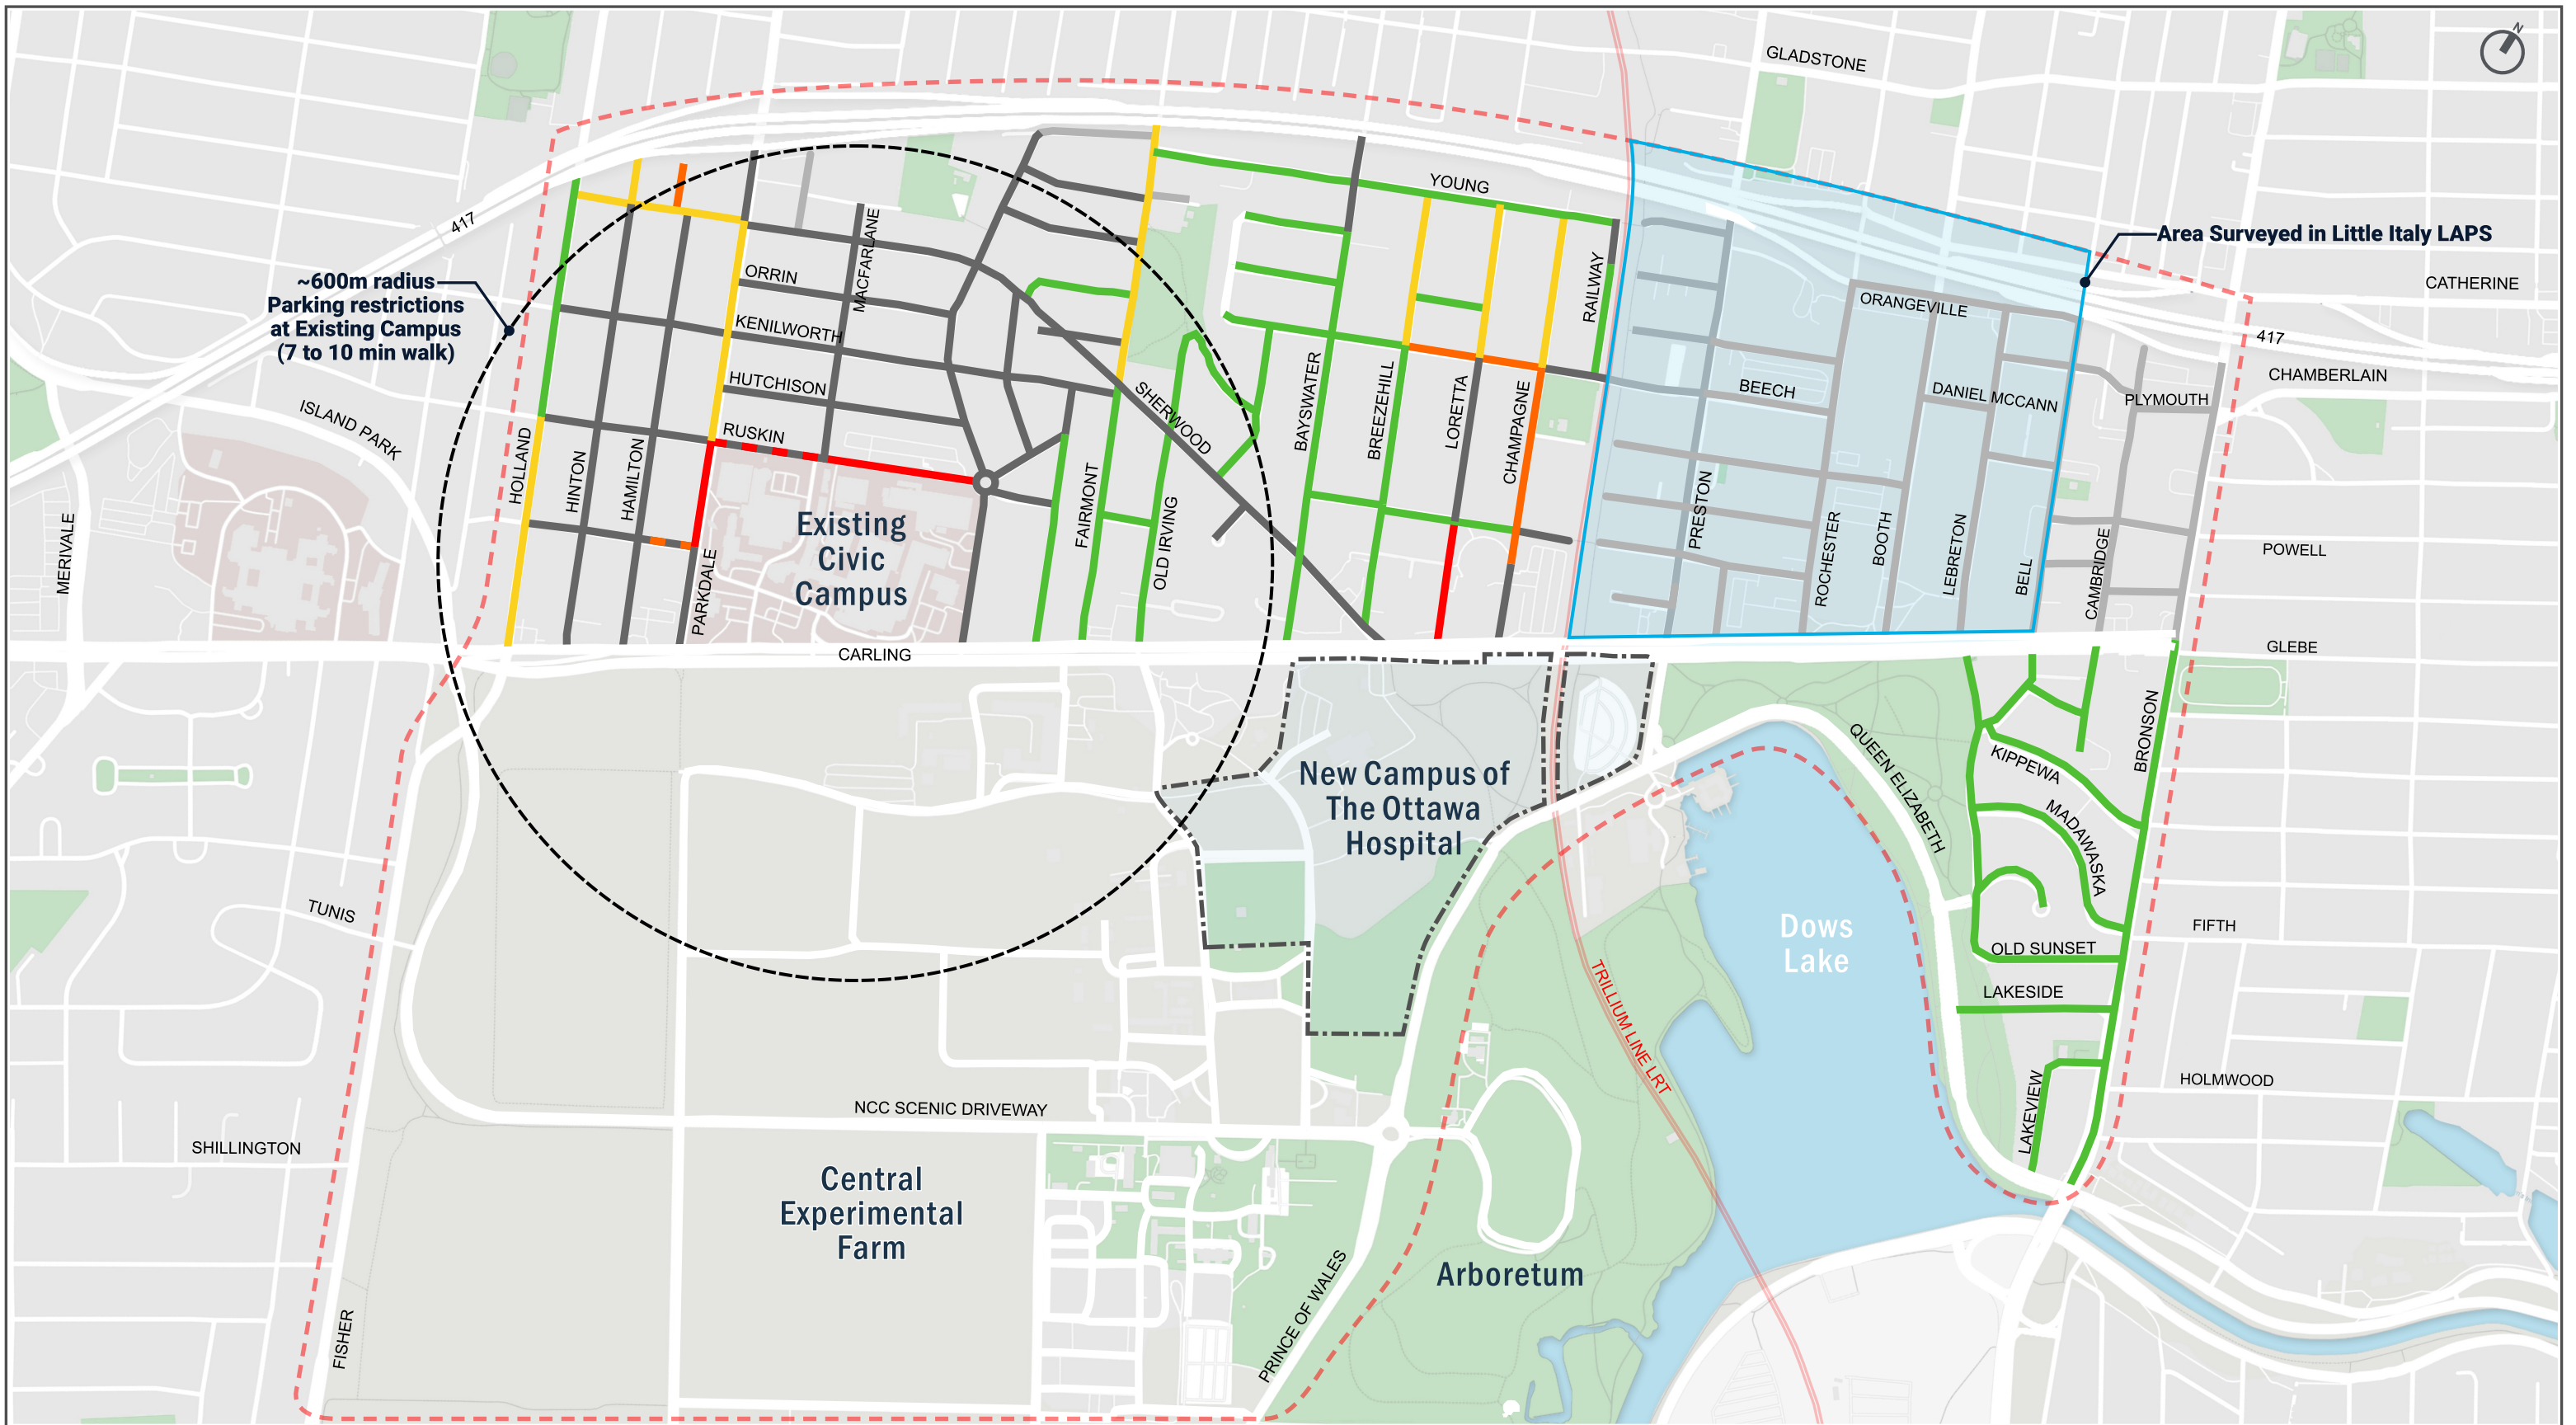 N
GLADSTONE
417
~600m radius
Parking restrictions
at Existing Campus
(7 to 10 min walk)
Area Surveyed in Little Italy LAPS
YOUNG
CATHERINE
417
CHAMBERLAIN
MACFARLANE
ORRIN
KENILWORTH
HUTCHISON
RUSKIN
RAILWAY
ORANGEVILLE
BEECH
DANIEL MCCANN
PLYMOUTH
ISLAND PARK
HOLLAND
HINTON
HAMILTON
PARKDALE
SHERWOOD
FAIRMONT
OLD IRVING
BAYSWATER
BREEZEHILL
LORETTA
CHAMPAGNE
PRESTON
ROCHESTER
BOOTH
LEBRETON
BELL
CAMBRIDGE
POWELL
MERIVALE
Existing
Civic
Campus
CARLING
GLEBE
New Campus of
The Ottawa
Hospital
QUEEN ELIZABETH
KIPPEWA
MADAWASKA
BRONSON
TUNIS
Dows
Lake
FIFTH
OLD SUNSET
LAKESIDE
TRILLIUM LINE LRT
HOLMWOOD
LAKEVIEW
NCC SCENIC DRIVEWAY
SHILLINGTON
Central
Experimental
Farm
Arboretum
PRINCE OF WALES
FISHER